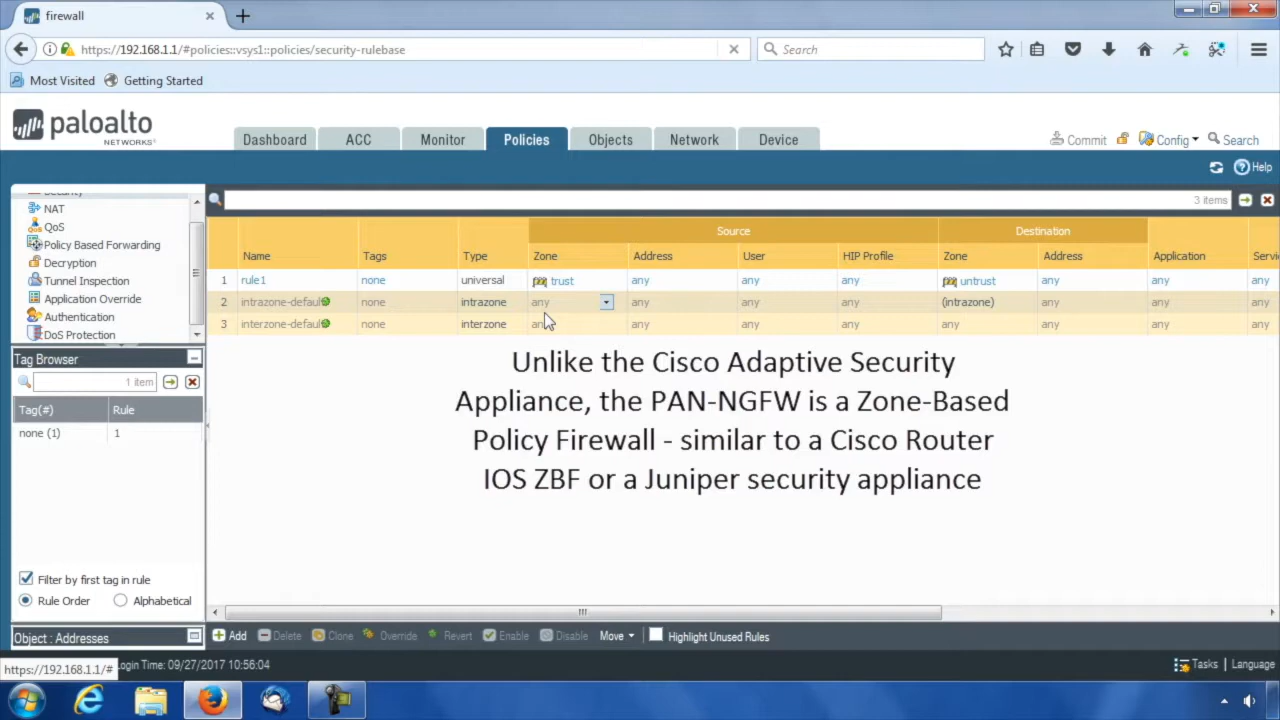 firewall
https://192.168.1.1/#policies::vsys1::policies/security-rulebase
Search
Most Visited
Getting Started
paloalto
NETWORKS
Dashboard
ACC
Monitor
Policies
Objects
Network
Device
Commit
Config
Search
Help
Security
NAT
QoS
Policy Based Forwarding
Decryption
Tunnel Inspection
Application Override
Authentication
DoS Protection
3 items
Source
Destination
Name Tags Type Zone Address User HIP Profile Zone Address Application Servi
1 rule1 none universal trust any any any untrust any any
2 intrazone-default none intrazone any any any any (intrazone) any any
3 interzone-default none interzone any any any any any any any
Unlike the Cisco Adaptive Security
Appliance, the PAN-NGFW is a Zone-Based
Policy Firewall - similar to a Cisco Router
IOS ZBF or a Juniper security appliance
Tag Browser
1 item
Tag(#) Rule
none (1) 1
Filter by first tag in rule
Rule Order Alphabetical
Object : Addresses
Add Delete Clone Override Revert Enable Disable Move Highlight Unused Rules
https://192.168.1.1/#
Login Time: 09/27/2017 10:56:04
Tasks | Language